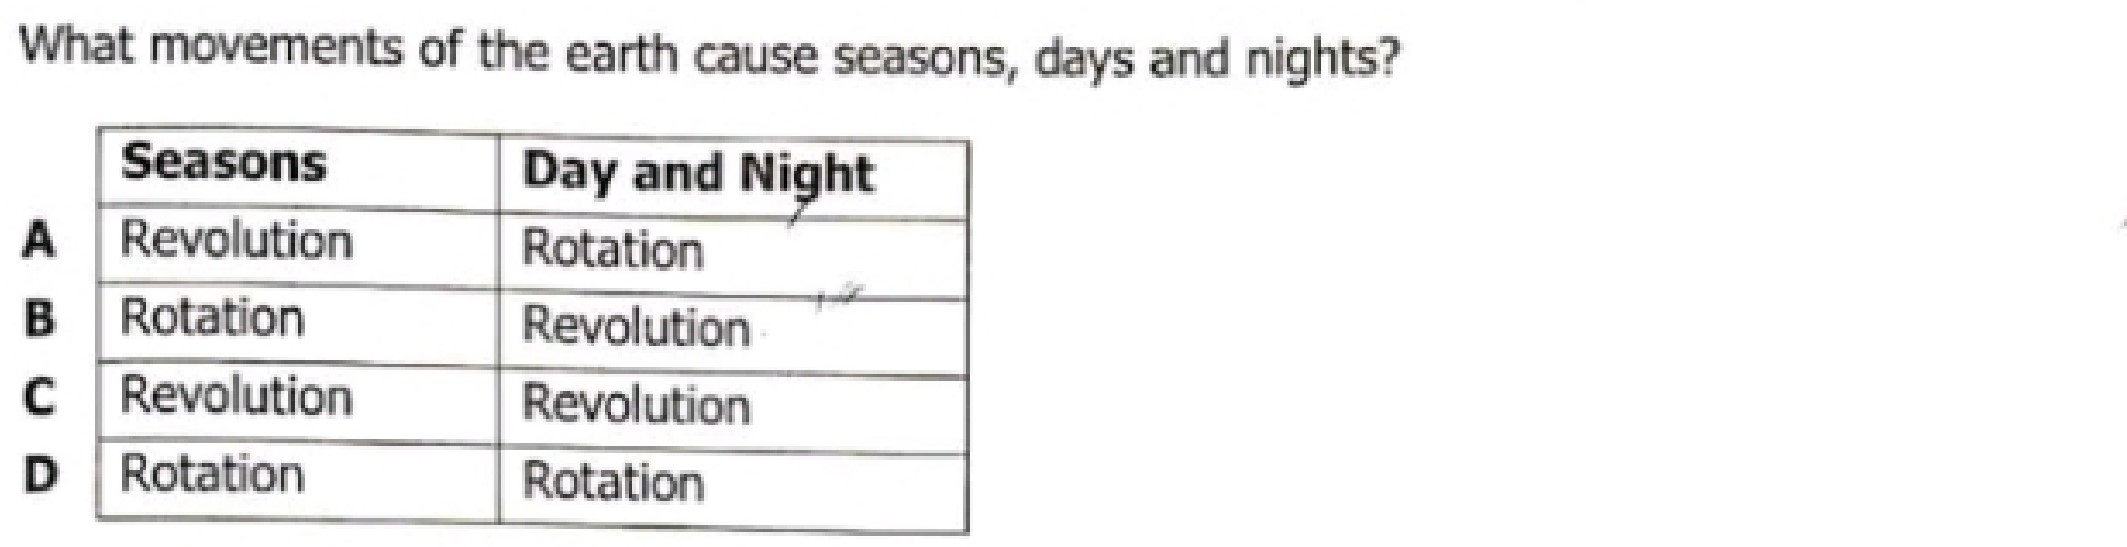 What movements of the earth cause seasons, days and nights?
Seasons Day and Night
A Revolution Rotation
B Rotation Revolution
C Revolution Revolution
D Rotation Rotation